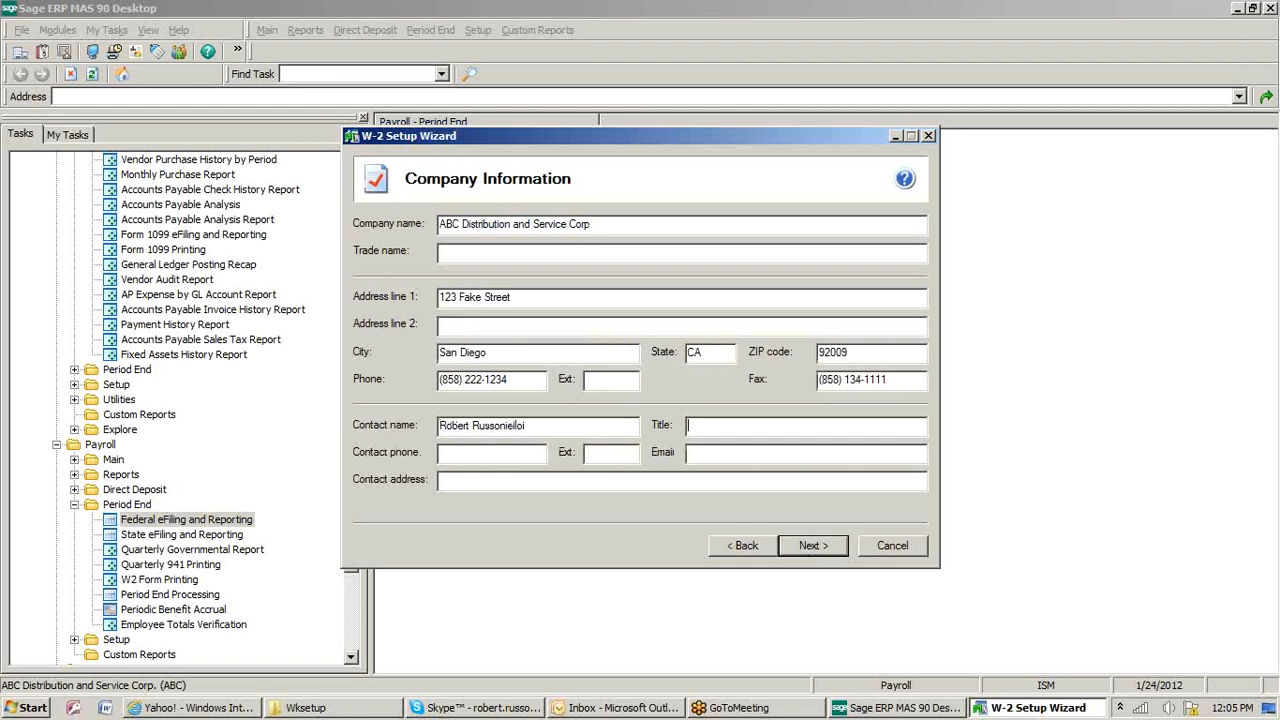 Sage ERP MAS 90 Desktop
File Modules My Tasks View Help Main Reports Direct Deposit Period End Setup Custom Reports
»
Find Task
Address
Tasks My Tasks
Payroll - Period End
Vendor Purchase History by Period
Monthly Purchase Report
Accounts Payable Check History Report
Accounts Payable Analysis
Accounts Payable Analysis Report
Form 1099 eFiling and Reporting
Form 1099 Printing
General Ledger Posting Recap
Vendor Audit Report
AP Expense by GL Account Report
Accounts Payable Invoice History Report
Payment History Report
Accounts Payable Sales Tax Report
Fixed Assets History Report
Period End
Setup
Utilities
Custom Reports
Explore
Payroll
Main
Reports
Direct Deposit
Period End
Federal eFiling and Reporting
State eFiling and Reporting
Quarterly Governmental Report
Quarterly 941 Printing
W2 Form Printing
Period End Processing
Periodic Benefit Accrual
Employee Totals Verification
Setup
Custom Reports
W-2 Setup Wizard
Company Information
Company name: ABC Distribution and Service Corp
Trade name:
Address line 1: 123 Fake Street
Address line 2:
City: San Diego State: CA ZIP code: 92009
Phone: (858) 222-1234 Ext: Fax: (858) 134-1111
Contact name: Robert Russonieiloi Title:
Contact phone. Ext: Email
Contact address:
< Back Next > Cancel
ABC Distribution and Service Corp. (ABC) Payroll ISM 1/24/2012
Start Yahoo! - Windows Int... Wksetup Skype™ - robert.russo... Inbox - Microsoft Outl... GoToMeeting Sage ERP MAS 90 Des... W-2 Setup Wizard 12:05 PM